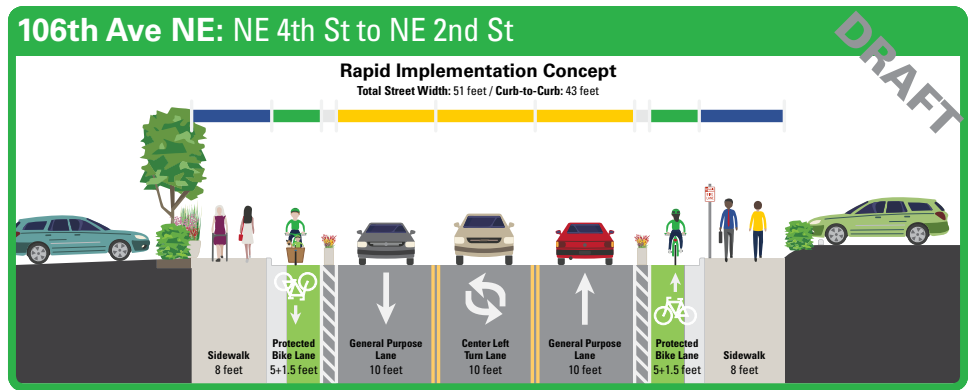 106th Ave NE: NE 4th St to NE 2nd St
DRAFT
Rapid Implementation Concept
Total Street Width: 51 feet / Curb-to-Curb: 43 feet
Sidewalk
8 feet
Protected
Bike Lane
5+1.5 feet
General Purpose
Lane
10 feet
Center Left
Turn Lane
10 feet
General Purpose
Lane
10 feet
Protected
Bike Lane
5+1.5 feet
Sidewalk
8 feet